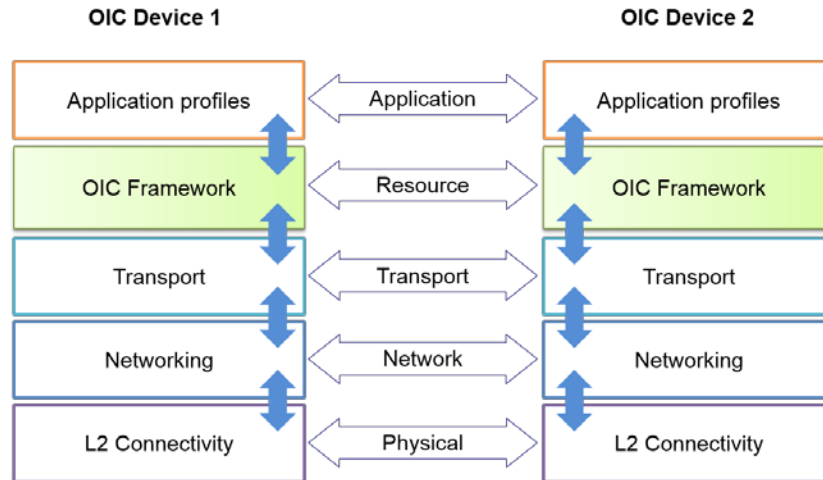 OIC Device 1
OIC Device 2
Application profiles
Application
Application profiles
OIC Framework
Resource
OIC Framework
Transport
Transport
Transport
Networking
Network
Networking
L2 Connectivity
Physical
L2 Connectivity